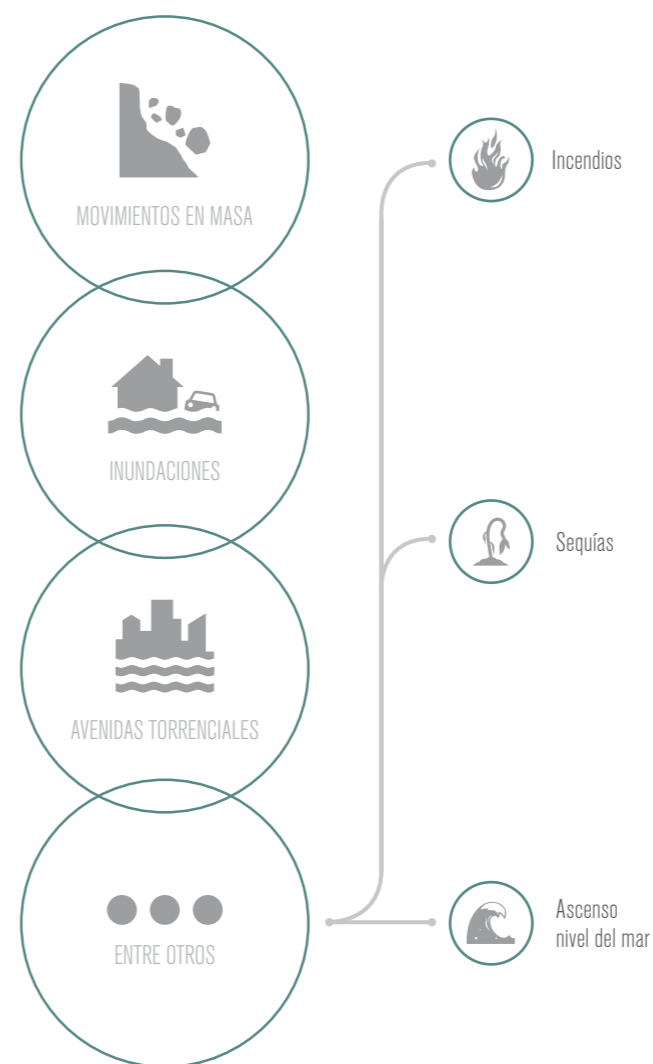 MOVIMIENTOS EN MASA
INUNDACIONES
AVENIDAS TORRENCIALES
ENTRE OTROS
Incendios
Sequías
Ascenso
nivel del mar